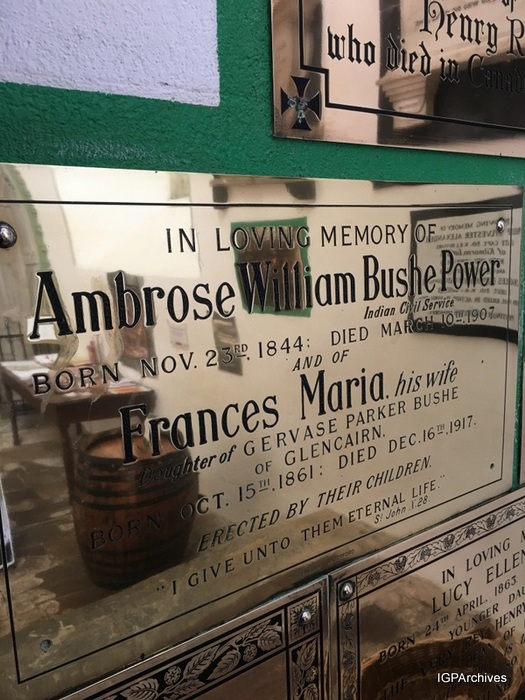 of
Henry R
who died in Canad
IN LOVING MEMORY OF
Ambrose William Bushe Power
Indian Civil Service
BORN NOV. 23RD, 1844: DIED MARCH 10TH, 1907
AND OF
Frances Maria, his wife
Daughter of GERVASE PARKER BUSHE
OF GLENCAIRN.
BORN OCT. 15TH, 1861: DIED DEC. 16TH, 1917.
ERECTED BY THEIR CHILDREN.
"I GIVE UNTO THEM ETERNAL LIFE."
St John X.28.
IN LOVING
LUCY ELLEN
BORN 24TH APRIL, 1863
YOUNGER DAU
HENRY
IGPArchives